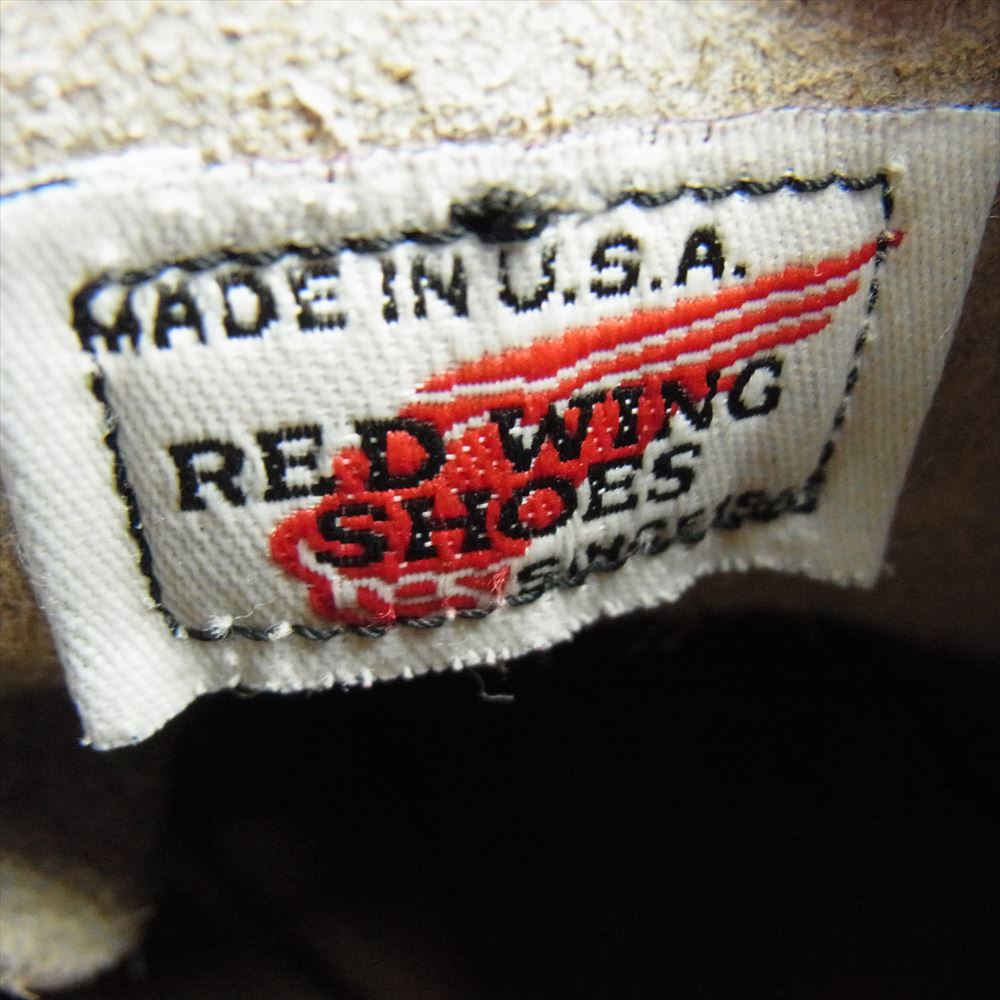 MADE IN U.S.A.
RED WING
SHOES
SINCE 1905